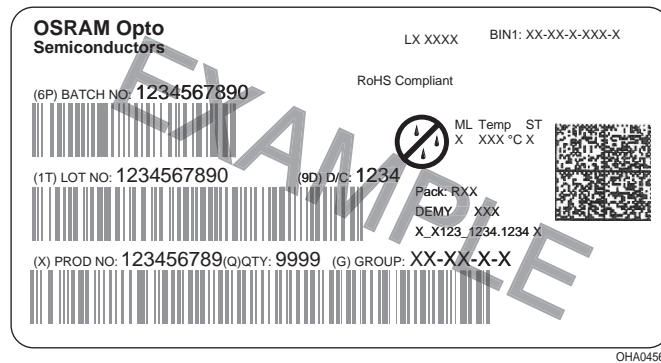 OSRAM Opto
Semiconductors
LX XXXX
BIN1: XX-XX-X-XXX-X
RoHS Compliant
(6P) BATCH NO: 1234567890
ML Temp ST
X XXX °C X
(1T) LOT NO: 1234567890 (9D) D/C: 1234
Pack: RXX
DEMY XXX
X_X123_1234.1234 X
(X) PROD NO: 123456789(Q)QTY: 9999 (G) GROUP: XX-XX-X-X
EXAMPLE
OHA0456